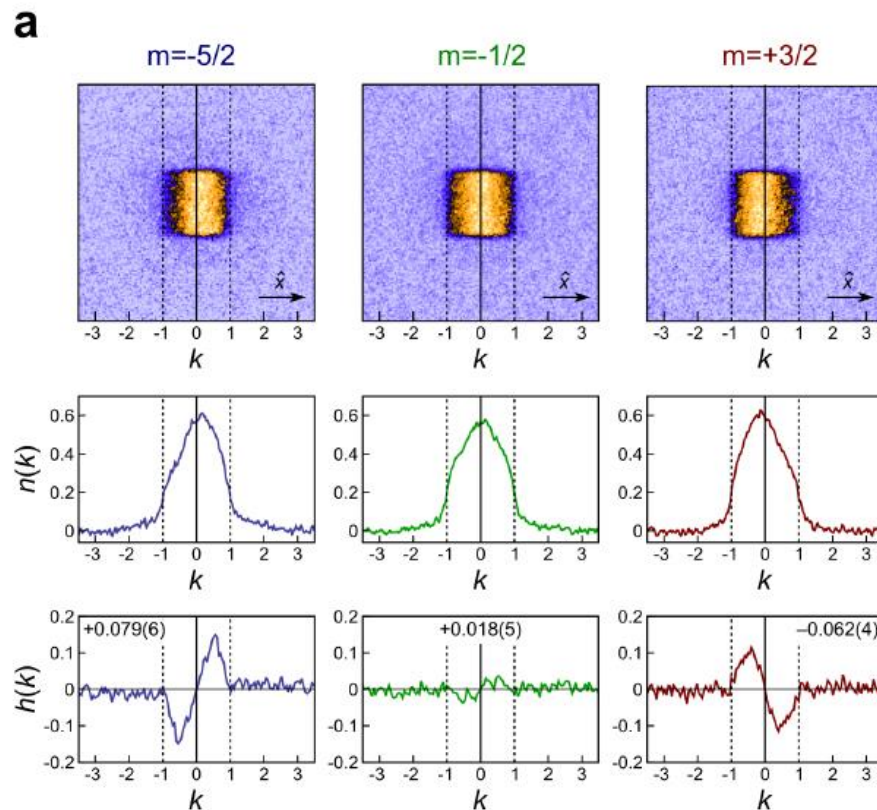 a
m=-5/2 m=-1/2 m=+3/2
x̂ x̂ x̂
-3 -2 -1 0 1 2 3 -3 -2 -1 0 1 2 3 -3 -2 -1 0 1 2 3
k k k
n(k)
0.6 0.6 0.6
0.4 0.4 0.4
0.2 0.2 0.2
0 0 0
-3 -2 -1 0 1 2 3 -3 -2 -1 0 1 2 3 -3 -2 -1 0 1 2 3
k k k
h(k)
0.2 0.2 0.2
+0.079(6) +0.018(5) –0.062(4)
0.1 0.1 0.1
0 0 0
-0.1 -0.1 -0.1
-0.2 -0.2 -0.2
-3 -2 -1 0 1 2 3 -3 -2 -1 0 1 2 3 -3 -2 -1 0 1 2 3
k k k